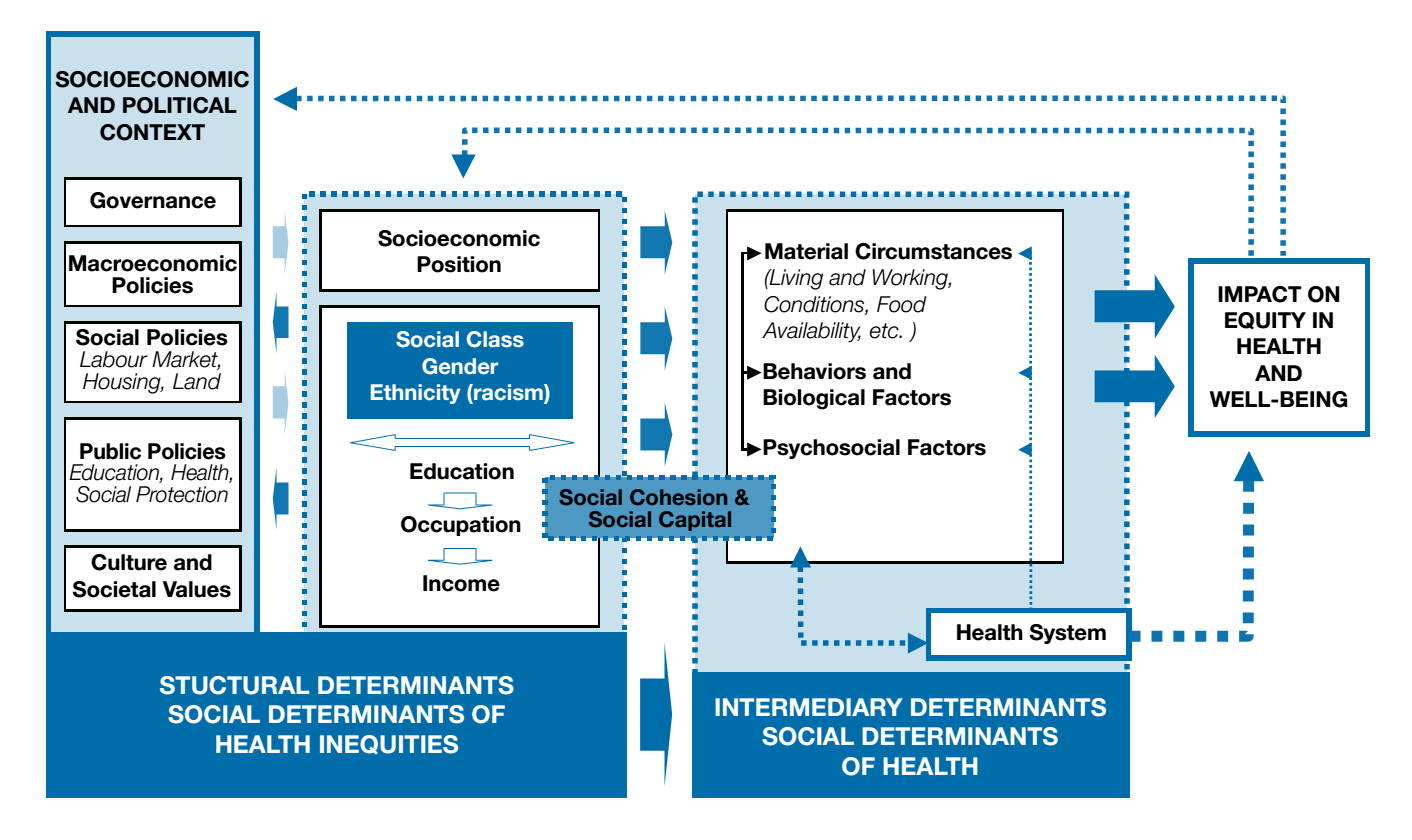 SOCIOECONOMIC
AND POLITICAL
CONTEXT
Governance
Macroeconomic
Policies
Social Policies
Labour Market,
Housing, Land
Public Policies
Education, Health,
Social Protection
Culture and
Societal Values
Socioeconomic
Position
Social Class
Gender
Ethnicity (racism)
Education
Occupation
Income
Social Cohesion &
Social Capital
Material Circumstances
(Living and Working,
Conditions, Food
Availability, etc. )
Behaviors and
Biological Factors
Psychosocial Factors
Health System
IMPACT ON
EQUITY IN
HEALTH
AND
WELL-BEING
STUCTURAL DETERMINANTS
SOCIAL DETERMINANTS OF
HEALTH INEQUITIES
INTERMEDIARY DETERMINANTS
SOCIAL DETERMINANTS
OF HEALTH